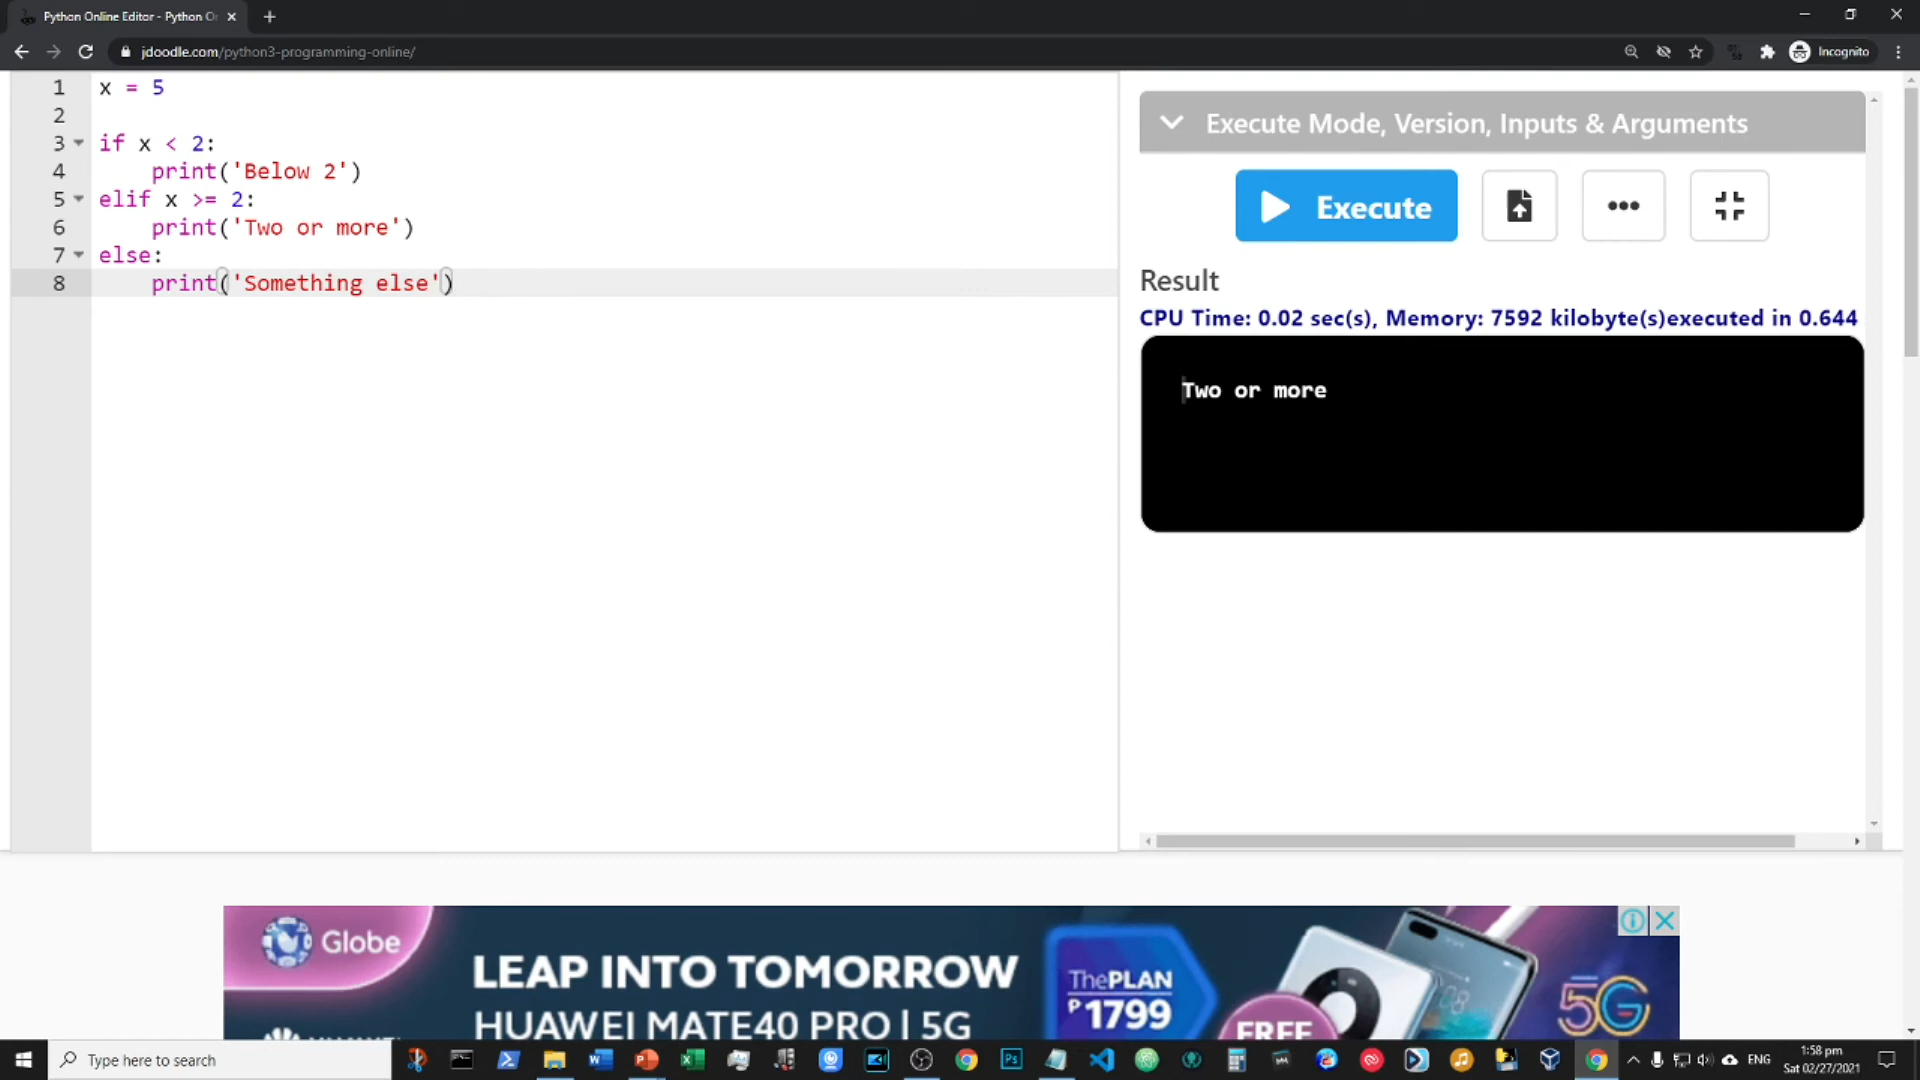 Python Online Editor - Python Or
jdoodle.com/python3-programming-online/
Incognito
1 x = 5
2
3 if x < 2:
4 print('Below 2')
5 elif x >= 2:
6 print('Two or more')
7 else:
8 print('Something else')
Execute Mode, Version, Inputs & Arguments
Execute
Result
CPU Time: 0.02 sec(s), Memory: 7592 kilobyte(s)executed in 0.644
Two or more
Globe
LEAP INTO TOMORROW
HUAWEI MATE40 PRO | 5G
ThePLAN
₱1799
FREE
5G
Type here to search
Ps
ENG
1:58 pm
Sat 02/27/2021